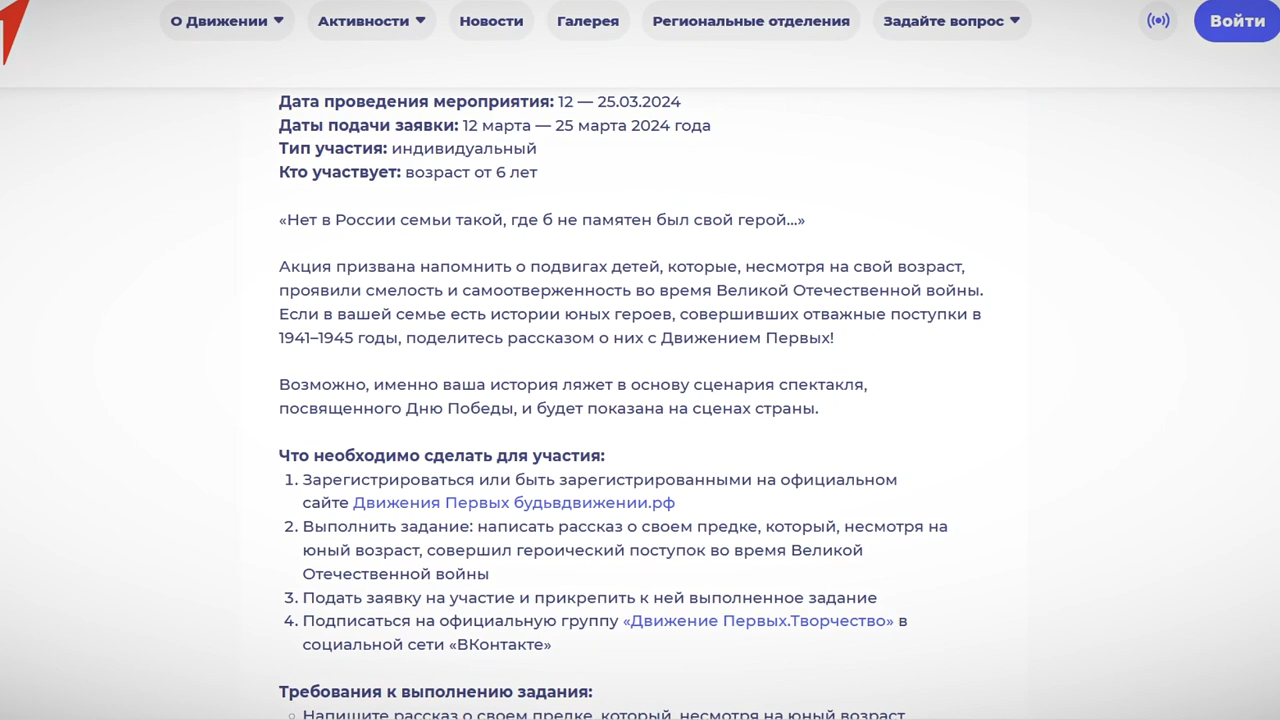 О Движении
Активности
Новости
Галерея
Региональные отделения
Задайте вопрос
Войти
Дата проведения мероприятия: 12 — 25.03.2024
Даты подачи заявки: 12 марта — 25 марта 2024 года
Тип участия: индивидуальный
Кто участвует: возраст от 6 лет
«Нет в России семьи такой, где б не памятен был свой герой...»
Акция призвана напомнить о подвигах детей, которые, несмотря на свой возраст,
проявили смелость и самоотверженность во время Великой Отечественной войны.
Если в вашей семье есть истории юных героев, совершивших отважные поступки в
1941–1945 годы, поделитесь рассказом о них с Движением Первых!
Возможно, именно ваша история ляжет в основу сценария спектакля,
посвященного Дню Победы, и будет показана на сценах страны.
Что необходимо сделать для участия:
1. Зарегистрироваться или быть зарегистрированными на официальном
сайте Движения Первых будьвдвижении.рф
2. Выполнить задание: написать рассказ о своем предке, который, несмотря на
юный возраст, совершил героический поступок во время Великой
Отечественной войны
3. Подать заявку на участие и прикрепить к ней выполненное задание
4. Подписаться на официальную группу «Движение Первых.Творчество» в
социальной сети «ВКонтакте»
Требования к выполнению задания:
Напишите рассказ о своем предке, который, несмотря на юный возраст,